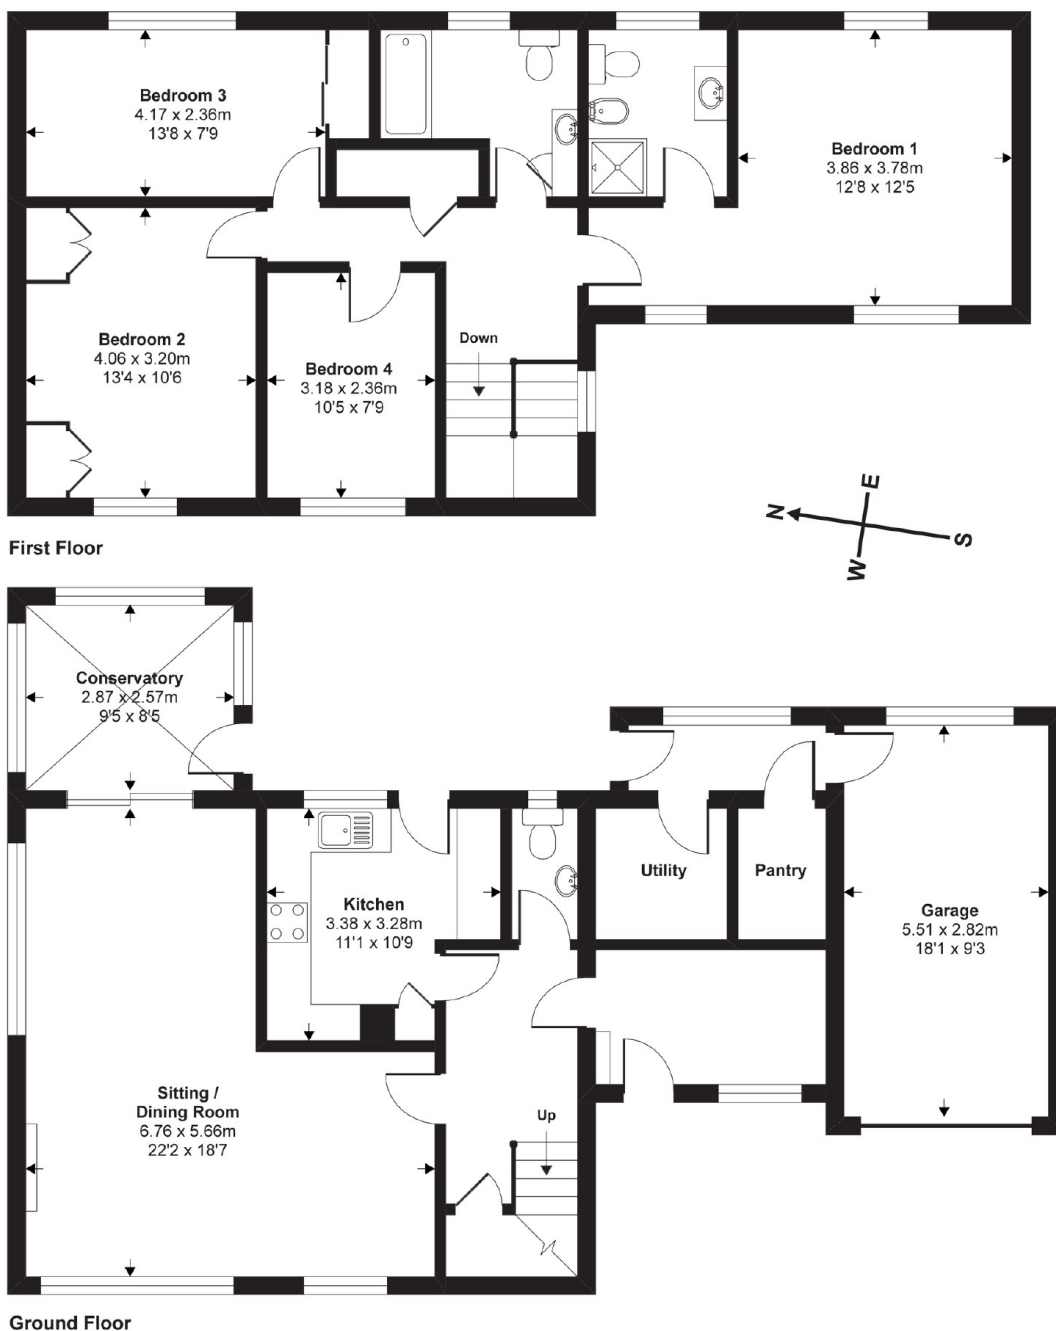 Bedroom 3
4.17 x 2.36m
13'8 x 7'9
Bedroom 1
3.86 x 3.78m
12'8 x 12'5
Bedroom 2
4.06 x 3.20m
13'4 x 10'6
Bedroom 4
3.18 x 2.36m
10'5 x 7'9
Down
N
E
S
W
First Floor
Conservatory
2.87 x 2.57m
9'5 x 8'5
Kitchen
3.38 x 3.28m
11'1 x 10'9
Utility
Pantry
Garage
5.51 x 2.82m
18'1 x 9'3
Sitting /
Dining Room
6.76 x 5.66m
22'2 x 18'7
Up
Ground Floor